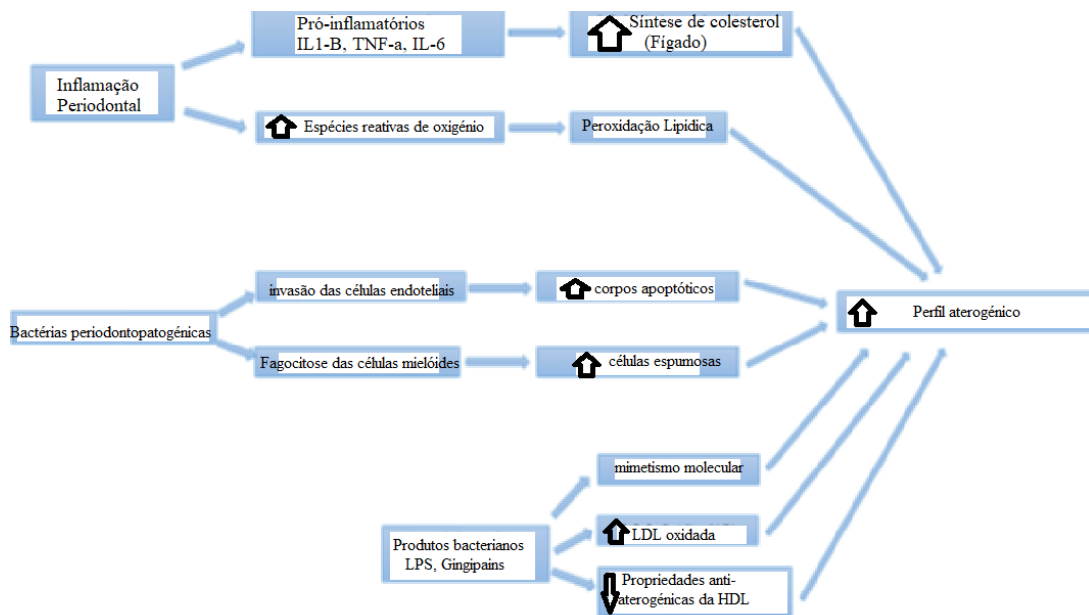 Pró-inflamatórios
IL1-B, TNF-a, IL-6
Síntese de colesterol
(Fígado)
Inflamação
Periodontal
Espécies reativas de oxigénio
Peroxidação Lipídica
invasão das células endoteliais
corpos apoptóticos
Bactérias periodontopatogénicas
Fagocitose das células mielóides
células espumosas
Perfil aterogénico
mimetismo molecular
LDL oxidada
Produtos bacterianos
LPS, Gingipains
Propriedades anti-
aterogénicas da HDL